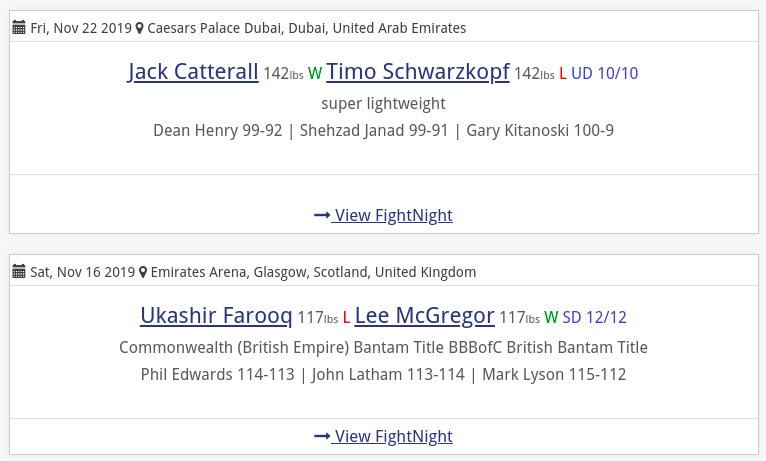 Fri, Nov 22 2019 Caesars Palace Dubai, Dubai, United Arab Emirates
Jack Catterall 142lbs W Timo Schwarzkopf 142lbs L UD 10/10
super lightweight
Dean Henry 99-92 | Shehzad Janad 99-91 | Gary Kitanoski 100-9
View FightNight
Sat, Nov 16 2019 Emirates Arena, Glasgow, Scotland, United Kingdom
Ukashir Farooq 117lbs L Lee McGregor 117lbs W SD 12/12
Commonwealth (British Empire) Bantam Title BBBofC British Bantam Title
Phil Edwards 114-113 | John Latham 113-114 | Mark Lyson 115-112
View FightNight